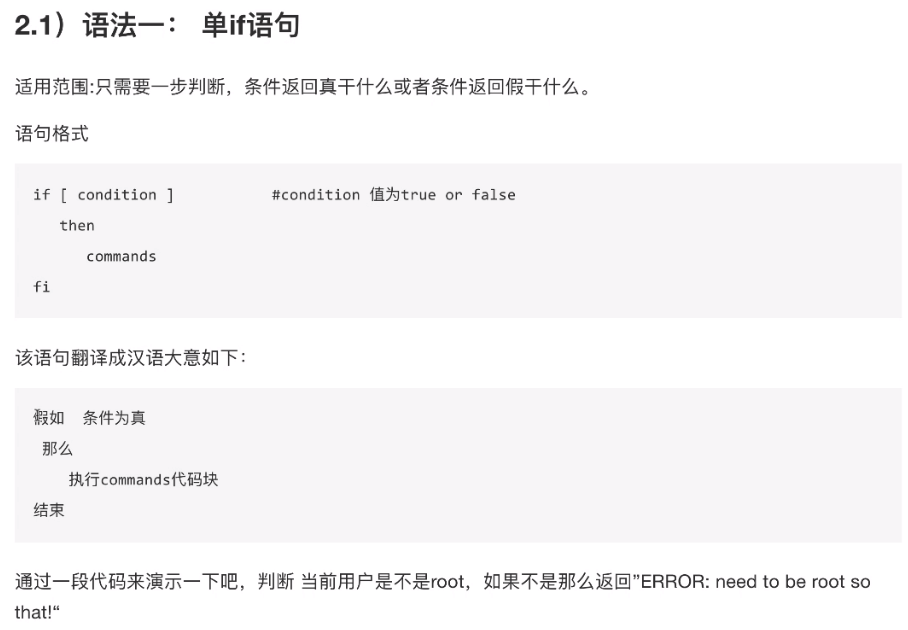 2.1）语法一： 单if语句
适用范围:只需要一步判断，条件返回真干什么或者条件返回假干什么。
语句格式
if [ condition ]           #condition 值为true or false
   then
      commands
fi
该语句翻译成汉语大意如下：
假如  条件为真
 那么
    执行commands代码块
结束
通过一段代码来演示一下吧，判断 当前用户是不是root，如果不是那么返回”ERROR: need to be root so
that!“